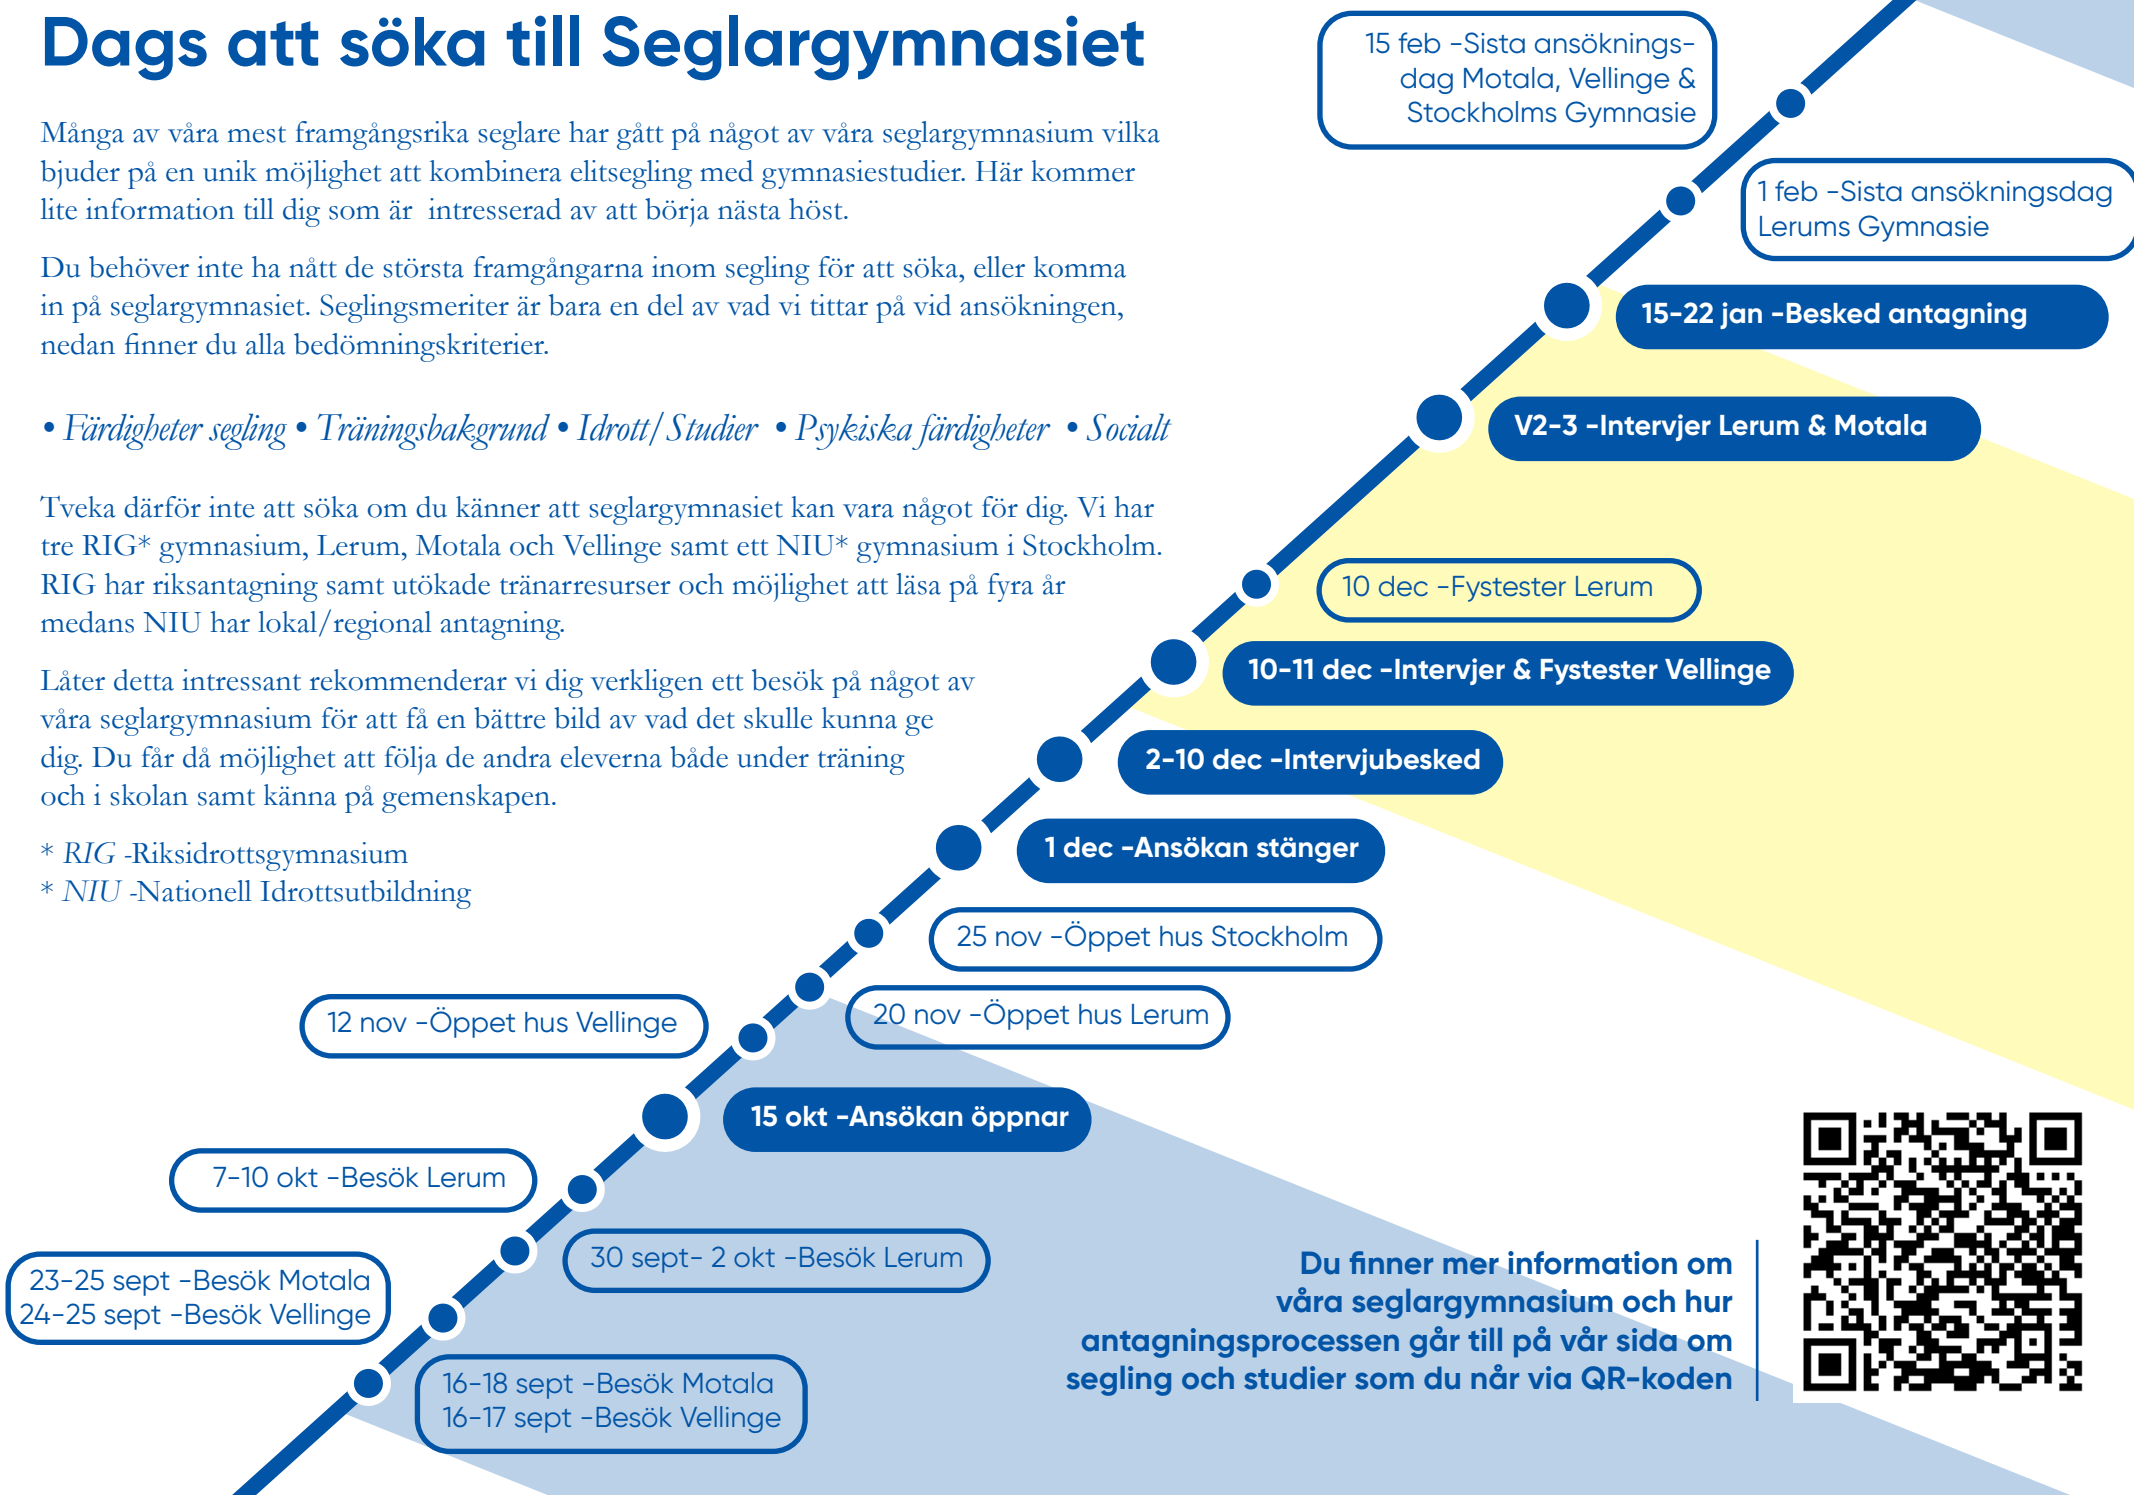 Dags att söka till Seglargymnasiet
Många av våra mest framgångsrika seglare har gått på något av våra seglargymnasium vilka
bjuder på en unik möjlighet att kombinera elitsegling med gymnasiestudier. Här kommer
lite information till dig som är intresserad av att börja nästa höst.
Du behöver inte ha nått de största framgångarna inom segling för att söka, eller komma
in på seglargymnasiet. Seglingsmeriter är bara en del av vad vi tittar på vid ansökningen,
nedan finner du alla bedömningskriterier.
• Färdigheter segling • Träningsbakgrund • Idrott/Studier • Psykiska färdigheter • Socialt
Tveka därför inte att söka om du känner att seglargymnasiet kan vara något för dig. Vi har
tre RIG* gymnasium, Lerum, Motala och Vellinge samt ett NIU* gymnasium i Stockholm.
RIG har riksantagning samt utökade tränarresurser och möjlighet att läsa på fyra år
medans NIU har lokal/regional antagning.
Låter detta intressant rekommenderar vi dig verkligen ett besök på något av
våra seglargymnasium för att få en bättre bild av vad det skulle kunna ge
dig. Du får då möjlighet att följa de andra eleverna både under träning
och i skolan samt känna på gemenskapen.
* RIG -Riksidrottsgymnasium
* NIU -Nationell Idrottsutbildning
15 feb -Sista ansöknings-
dag Motala, Vellinge &
Stockholms Gymnasie
1 feb -Sista ansökningsdag
Lerums Gymnasie
15-22 jan -Besked antagning
V2-3 -Intervjer Lerum & Motala
10 dec -Fystester Lerum
10-11 dec -Intervjer & Fystester Vellinge
2-10 dec -Intervjubesked
1 dec -Ansökan stänger
25 nov -Öppet hus Stockholm
20 nov -Öppet hus Lerum
12 nov -Öppet hus Vellinge
15 okt -Ansökan öppnar
7-10 okt -Besök Lerum
30 sept- 2 okt -Besök Lerum
23-25 sept -Besök Motala
24-25 sept -Besök Vellinge
16-18 sept -Besök Motala
16-17 sept -Besök Vellinge
Du finner mer information om
våra seglargymnasium och hur
antagningsprocessen går till på vår sida om
segling och studier som du når via QR-koden